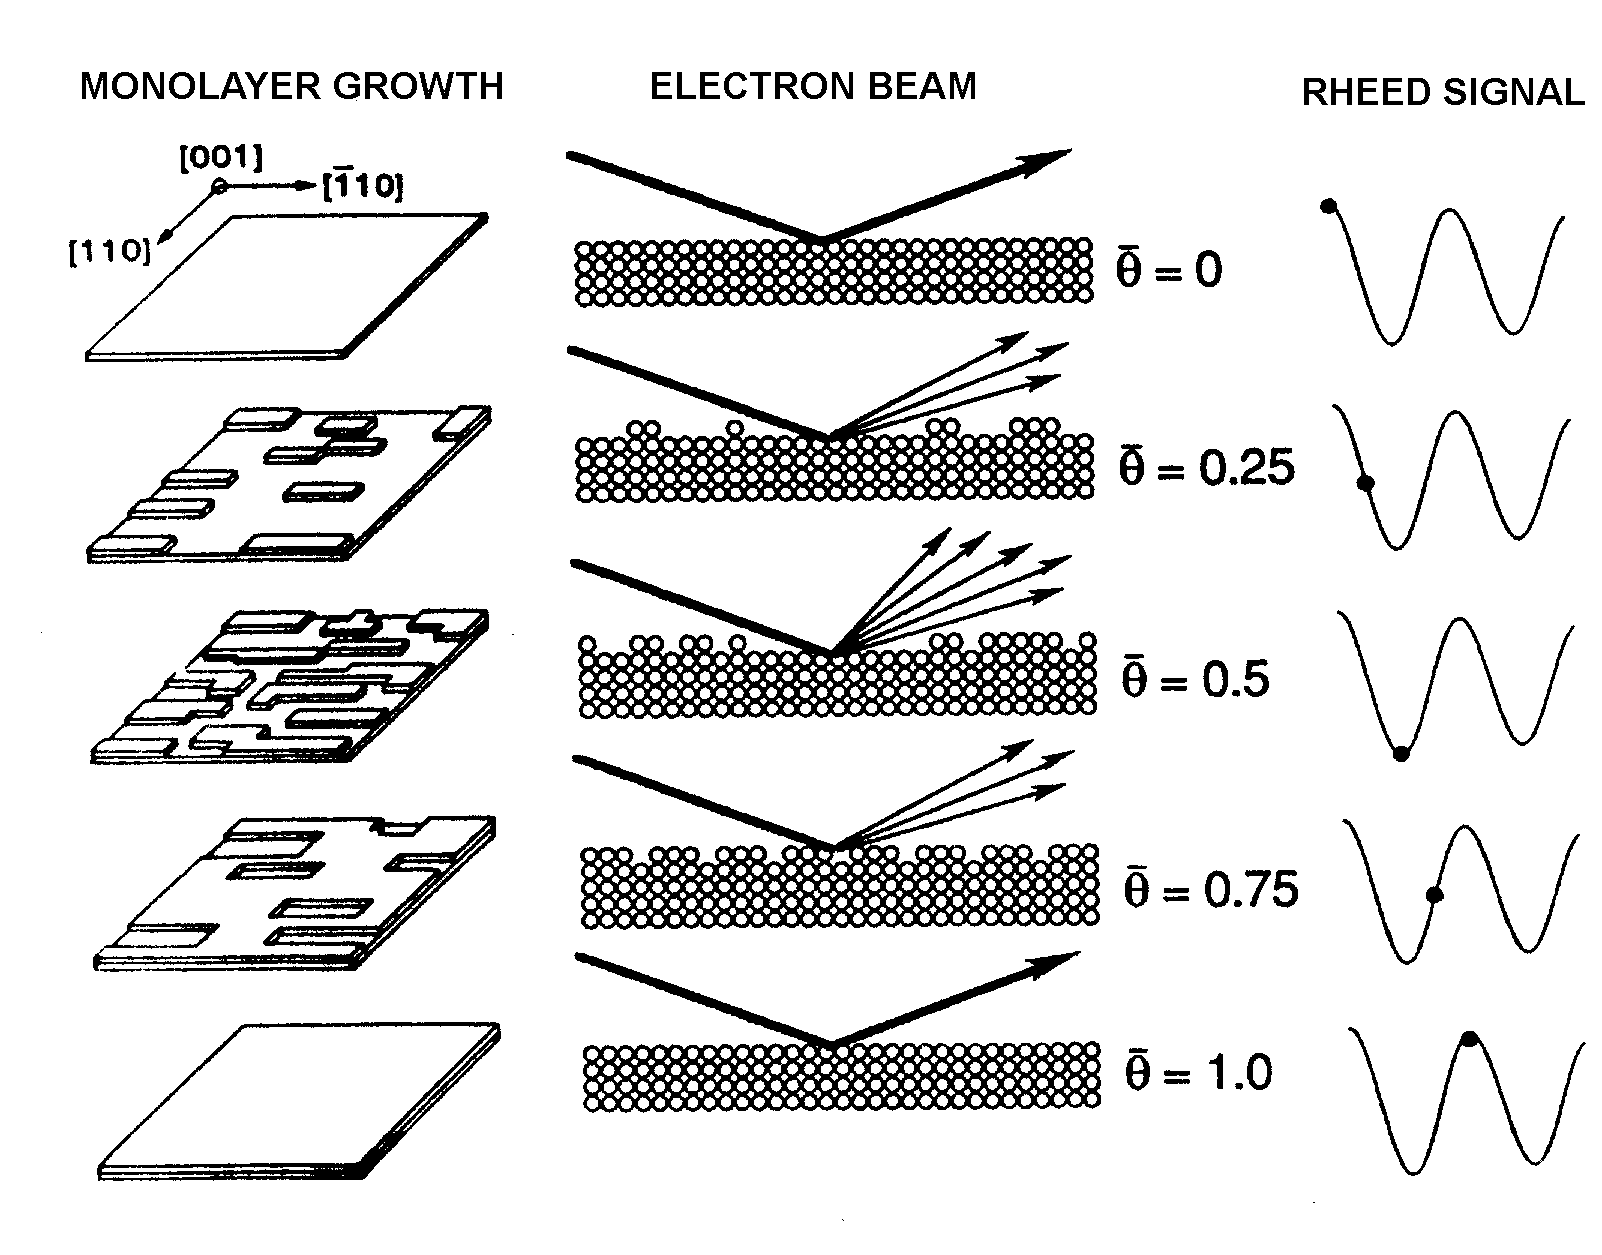 MONOLAYER GROWTH
ELECTRON BEAM
RHEED SIGNAL
[001]
[1̅10]
[110]
θ̅ = 0
θ̅ = 0.25
θ̅ = 0.5
θ̅ = 0.75
θ̅ = 1.0